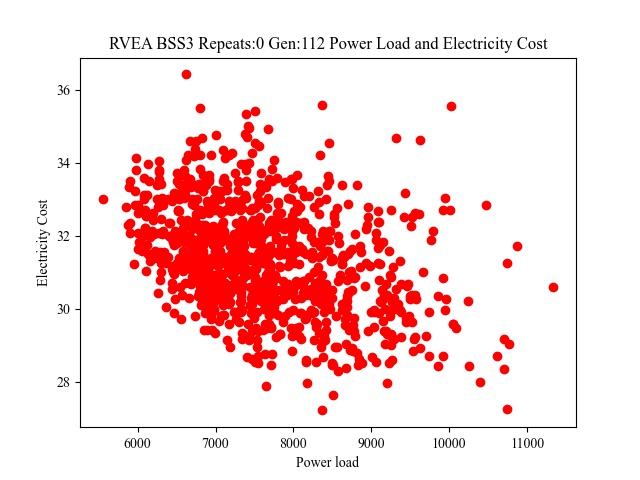 RVEA BSS3 Repeats:0 Gen:112 Power Load and Electricity Cost
36
34
32
30
28
Electricity Cost
6000 7000 8000 9000 10000 11000
Power load